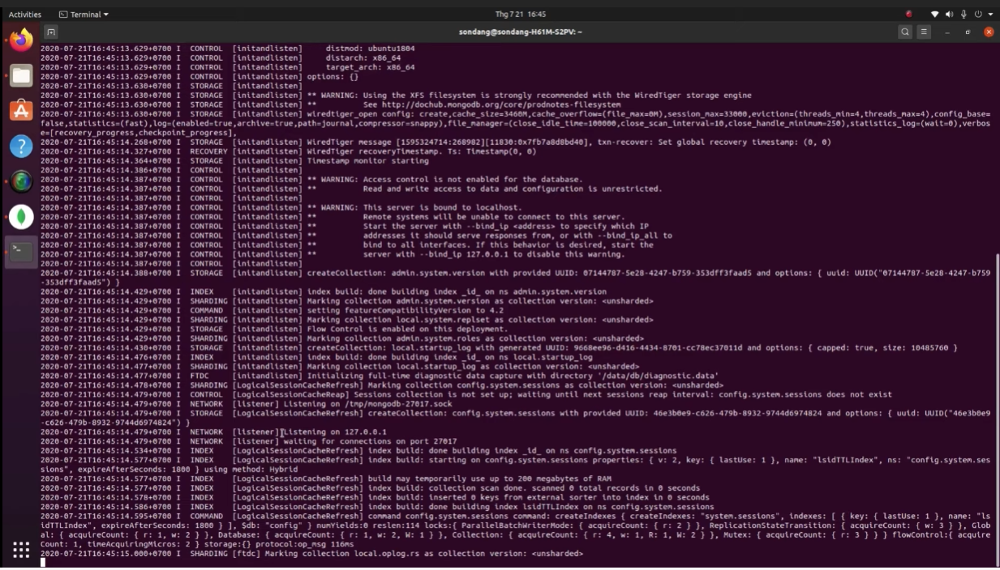 Activities
Terminal
Thg 7 21 16:45
sondang@sondang-H61M-S2PV: ~
2020-07-21T16:45:13.629+0700 I CONTROL [initandlisten] distmod: ubuntu1804
2020-07-21T16:45:13.629+0700 I CONTROL [initandlisten] distarch: x86_64
2020-07-21T16:45:13.629+0700 I CONTROL [initandlisten] target_arch: x86_64
2020-07-21T16:45:13.629+0700 I CONTROL [initandlisten] options: {}
2020-07-21T16:45:13.630+0700 I STORAGE [initandlisten]
2020-07-21T16:45:13.630+0700 I STORAGE [initandlisten] ** WARNING: Using the XFS filesystem is strongly recommended with the WiredTiger storage engine
2020-07-21T16:45:13.630+0700 I STORAGE [initandlisten] ** See http://dochub.mongodb.org/core/prodnotes-filesystem
2020-07-21T16:45:13.630+0700 I STORAGE [initandlisten] wiredtiger_open config: create,cache_size=3460M,cache_overflow=(file_max=0M),session_max=33000,eviction=(threads_min=4,threads_max=4),config_base=
false,statistics=(fast),log=(enabled=true,archive=true,path=journal,compressor=snappy),file_manager=(close_idle_time=100000,close_scan_interval=10,close_handle_minimum=250),statistics_log=(wait=0),verbos
e=[recovery_progress,checkpoint_progress],
2020-07-21T16:45:14.268+0700 I STORAGE [initandlisten] WiredTiger message [1595324714:268982][11830:0x7fb7a8d8bd40], txn-recover: Set global recovery timestamp: (0, 0)
2020-07-21T16:45:14.327+0700 I RECOVERY [initandlisten] WiredTiger recoveryTimestamp. Ts: Timestamp(0, 0)
2020-07-21T16:45:14.364+0700 I STORAGE [initandlisten] Timestamp monitor starting
2020-07-21T16:45:14.386+0700 I CONTROL [initandlisten]
2020-07-21T16:45:14.387+0700 I CONTROL [initandlisten] ** WARNING: Access control is not enabled for the database.
2020-07-21T16:45:14.387+0700 I CONTROL [initandlisten] ** Read and write access to data and configuration is unrestricted.
2020-07-21T16:45:14.387+0700 I CONTROL [initandlisten]
2020-07-21T16:45:14.387+0700 I CONTROL [initandlisten] ** WARNING: This server is bound to localhost.
2020-07-21T16:45:14.387+0700 I CONTROL [initandlisten] ** Remote systems will be unable to connect to this server.
2020-07-21T16:45:14.387+0700 I CONTROL [initandlisten] ** Start the server with --bind_ip <address> to specify which IP
2020-07-21T16:45:14.387+0700 I CONTROL [initandlisten] ** addresses it should serve responses from, or with --bind_ip_all to
2020-07-21T16:45:14.387+0700 I CONTROL [initandlisten] ** bind to all interfaces. If this behavior is desired, start the
2020-07-21T16:45:14.387+0700 I CONTROL [initandlisten] ** server with --bind_ip 127.0.0.1 to disable this warning.
2020-07-21T16:45:14.387+0700 I CONTROL [initandlisten]
2020-07-21T16:45:14.388+0700 I STORAGE [initandlisten] createCollection: admin.system.version with provided UUID: 07144787-5e28-4247-b759-353dff3faad5 and options: { uuid: UUID("07144787-5e28-4247-b759
-353dff3faad5") }
2020-07-21T16:45:14.429+0700 I INDEX [initandlisten] index build: done building index _id_ on ns admin.system.version
2020-07-21T16:45:14.429+0700 I SHARDING [initandlisten] Marking collection admin.system.version as collection version: <unsharded>
2020-07-21T16:45:14.429+0700 I COMMAND [initandlisten] setting featureCompatibilityVersion to 4.2
2020-07-21T16:45:14.429+0700 I SHARDING [initandlisten] Marking collection local.system.replset as collection version: <unsharded>
2020-07-21T16:45:14.429+0700 I STORAGE [initandlisten] Flow Control is enabled on this deployment.
2020-07-21T16:45:14.429+0700 I SHARDING [initandlisten] Marking collection admin.system.roles as collection version: <unsharded>
2020-07-21T16:45:14.430+0700 I STORAGE [initandlisten] createCollection: local.startup_log with generated UUID: 9668ee96-d416-4434-8701-cc78ec37011d and options: { capped: true, size: 10485760 }
2020-07-21T16:45:14.476+0700 I INDEX [initandlisten] index build: done building index _id_ on ns local.startup_log
2020-07-21T16:45:14.477+0700 I SHARDING [initandlisten] Marking collection local.startup_log as collection version: <unsharded>
2020-07-21T16:45:14.477+0700 I FTDC [initandlisten] Initializing full-time diagnostic data capture with directory '/data/db/diagnostic.data'
2020-07-21T16:45:14.478+0700 I SHARDING [LogicalSessionCacheRefresh] Marking collection config.system.sessions as collection version: <unsharded>
2020-07-21T16:45:14.479+0700 I CONTROL [LogicalSessionCacheReap] Sessions collection is not set up; waiting until next sessions reap interval: config.system.sessions does not exist
2020-07-21T16:45:14.479+0700 I NETWORK [listener] Listening on /tmp/mongodb-27017.sock
2020-07-21T16:45:14.479+0700 I STORAGE [LogicalSessionCacheRefresh] createCollection: config.system.sessions with provided UUID: 46e3b0e9-c626-479b-8932-9744d6974824 and options: { uuid: UUID("46e3b0e9
-c626-479b-8932-9744d6974824") }
2020-07-21T16:45:14.479+0700 I NETWORK [listener] Listening on 127.0.0.1
2020-07-21T16:45:14.479+0700 I NETWORK [listener] waiting for connections on port 27017
2020-07-21T16:45:14.534+0700 I INDEX [LogicalSessionCacheRefresh] index build: done building index _id_ on ns config.system.sessions
2020-07-21T16:45:14.577+0700 I INDEX [LogicalSessionCacheRefresh] index build: starting on config.system.sessions properties: { v: 2, key: { lastUse: 1 }, name: "lsidTTLIndex", ns: "config.system.ses
sions", expireAfterSeconds: 1800 } using method: Hybrid
2020-07-21T16:45:14.577+0700 I INDEX [LogicalSessionCacheRefresh] build may temporarily use up to 200 megabytes of RAM
2020-07-21T16:45:14.577+0700 I INDEX [LogicalSessionCacheRefresh] index build: collection scan done. scanned 0 total records in 0 seconds
2020-07-21T16:45:14.578+0700 I INDEX [LogicalSessionCacheRefresh] index build: inserted 0 keys from external sorter into index in 0 seconds
2020-07-21T16:45:14.586+0700 I INDEX [LogicalSessionCacheRefresh] index build: done building index lsidTTLIndex on ns config.system.sessions
2020-07-21T16:45:14.595+0700 I COMMAND [LogicalSessionCacheRefresh] command config.system.sessions command: createIndexes { createIndexes: "system.sessions", indexes: [ { key: { lastUse: 1 }, name: "ls
idTTLIndex", expireAfterSeconds: 1800 } ], $db: "config" } numYields:0 reslen:114 locks:{ ParallelBatchWriterMode: { acquireCount: { r: 2 } }, ReplicationStateTransition: { acquireCount: { w: 3 } }, Glob
al: { acquireCount: { r: 1, w: 2 } }, Database: { acquireCount: { r: 1, w: 2, W: 1 } }, Collection: { acquireCount: { r: 4, w: 1, R: 1, W: 2 } }, Mutex: { acquireCount: { r: 3 } } } flowControl:{ acquire
Count: 1, timeAcquiringMicros: 2 } storage:{} protocol:op_msg 116ms
2020-07-21T16:45:15.000+0700 I SHARDING [ftdc] Marking collection local.oplog.rs as collection version: <unsharded>